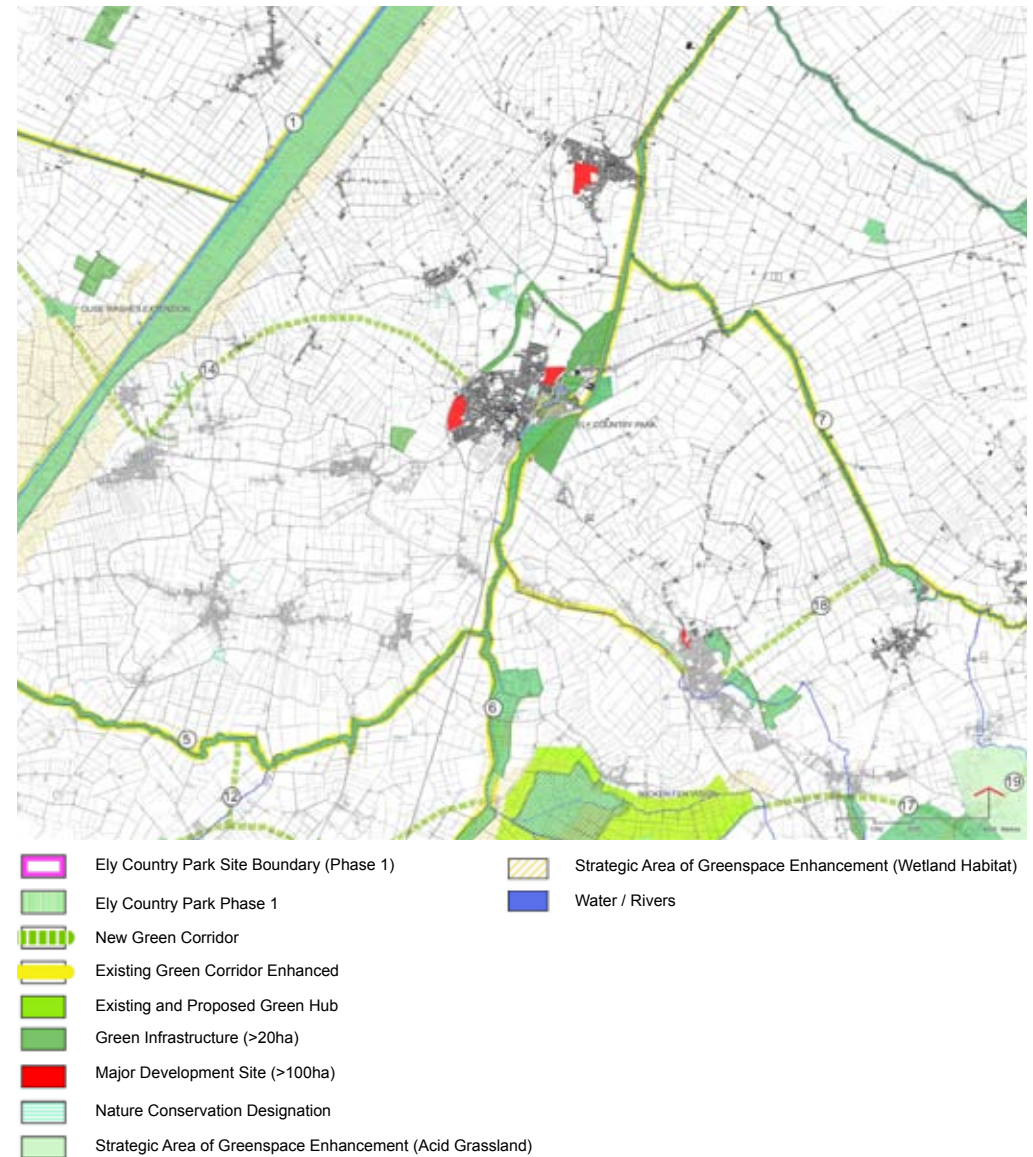 1
OUSE WASHES EXTENSION
14
7
ELY COUNTRY PARK
18
6
5
12
WICKEN FEN VISION
19
17
Ely Country Park Site Boundary (Phase 1)
Ely Country Park Phase 1
New Green Corridor
Existing Green Corridor Enhanced
Existing and Proposed Green Hub
Green Infrastructure (>20ha)
Major Development Site (>100ha)
Nature Conservation Designation
Strategic Area of Greenspace Enhancement (Acid Grassland)
Strategic Area of Greenspace Enhancement (Wetland Habitat)
Water / Rivers